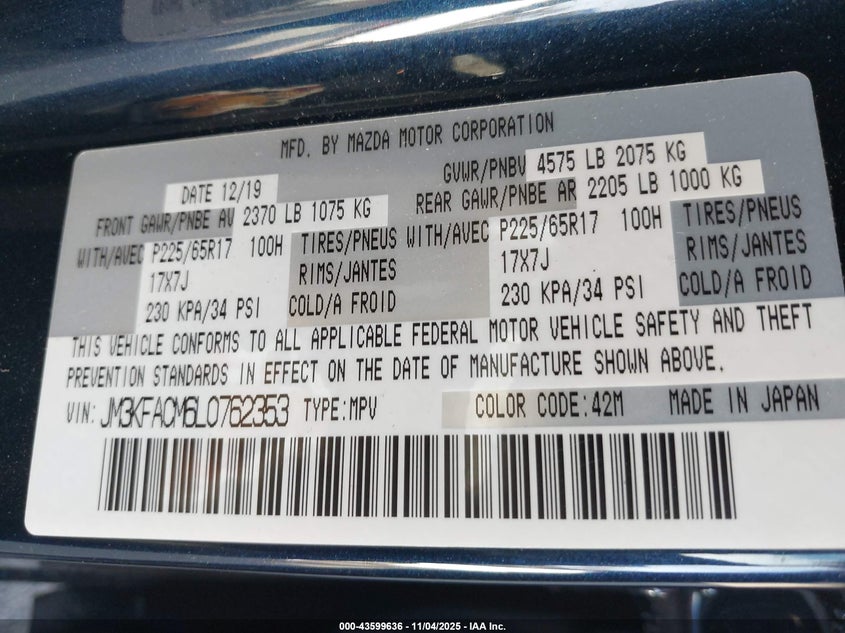 MFD. BY MAZDA MOTOR CORPORATION
DATE 12/19 GVWR/PNBV 4575 LB 2075 KG
FRONT GAWR/PNBE AV 2370 LB 1075 KG REAR GAWR/PNBE AR 2205 LB 1000 KG
WITH/AVEC P225/65R17 100H TIRES/PNEUS WITH/AVEC P225/65R17 100H TIRES/PNEUS
17X7J RIMS/JANTES 17X7J RIMS/JANTES
230 KPA/34 PSI COLD/A FROID 230 KPA/34 PSI COLD/A FROID
THIS VEHICLE CONFORMS TO ALL APPLICABLE FEDERAL MOTOR VEHICLE SAFETY AND THEFT
PREVENTION STANDARDS IN EFFECT ON THE DATE OF MANUFACTURE SHOWN ABOVE.
VIN: JM3KFACM6L0762353 TYPE:MPV COLOR CODE:42M MADE IN JAPAN
000-43599636 - 11/04/2025 - IAA Inc.